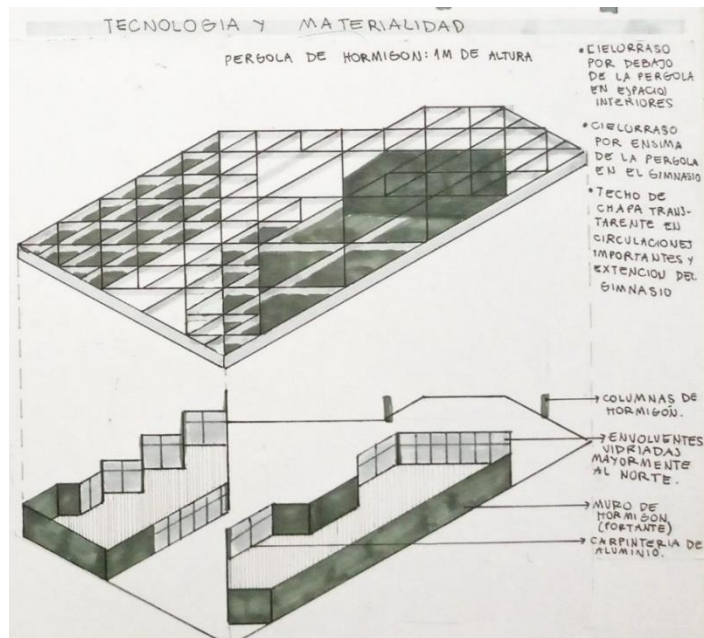 TECNOLOGIA Y MATERIALIDAD
PERGOLA DE HORMIGON: 1M DE ALTURA
• CIELORRASO
POR DEBAJO
DE LA PERGOLA
EN ESPACIOS
INTERIORES
• CIELORRASO
POR ENSIMA
DE LA PERGOLA
EN EL GIMNASIO
• TECHO DE
CHAPA TRANS-
TARENTE EN
CIRCULACIONES
IMPORTANTES Y
EXTENCION DEL
GIMNASIO
COLUMNAS DE
HORMIGÓN.
ENVOLVENTES
VIDRIADAS
MAYORMENTE
AL NORTE.
MURO DE
HORMIGON
(PORTANTE)
CARPINTERIA DE
ALUMINIO.